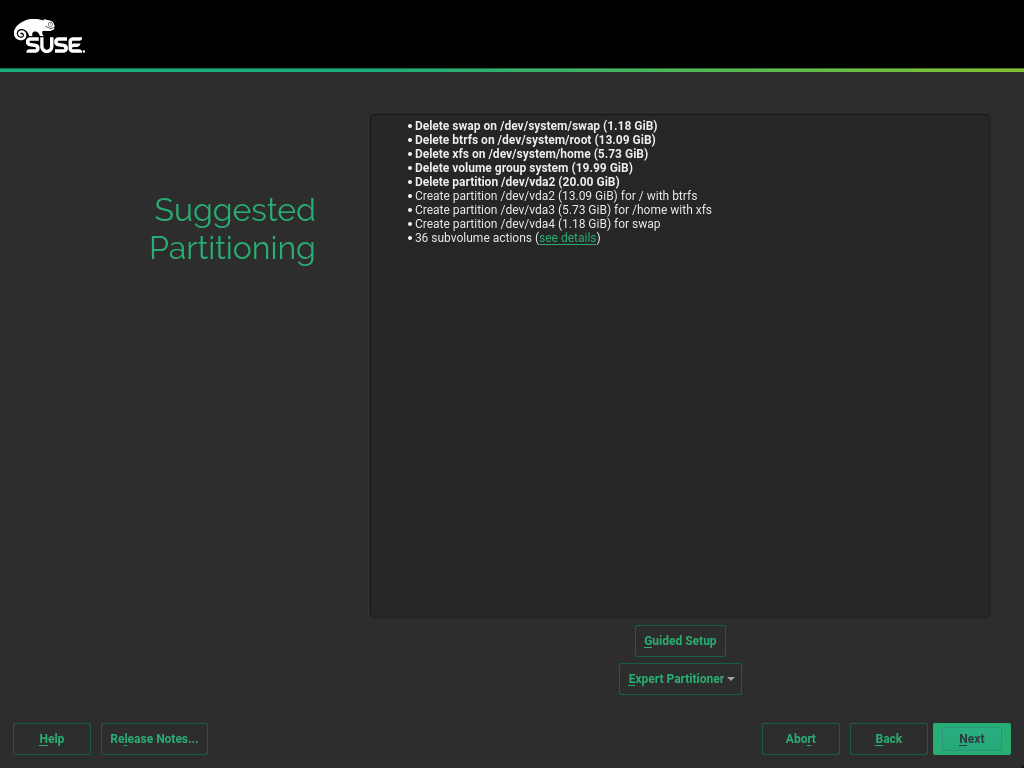 SUSE.
Suggested
Partitioning
• Delete swap on /dev/system/swap (1.18 GiB)
• Delete btrfs on /dev/system/root (13.09 GiB)
• Delete xfs on /dev/system/home (5.73 GiB)
• Delete volume group system (19.99 GiB)
• Delete partition /dev/vda2 (20.00 GiB)
• Create partition /dev/vda2 (13.09 GiB) for / with btrfs
• Create partition /dev/vda3 (5.73 GiB) for /home with xfs
• Create partition /dev/vda4 (1.18 GiB) for swap
• 36 subvolume actions (see details)
Guided Setup
Expert Partitioner
Help
Release Notes...
Abort
Back
Next